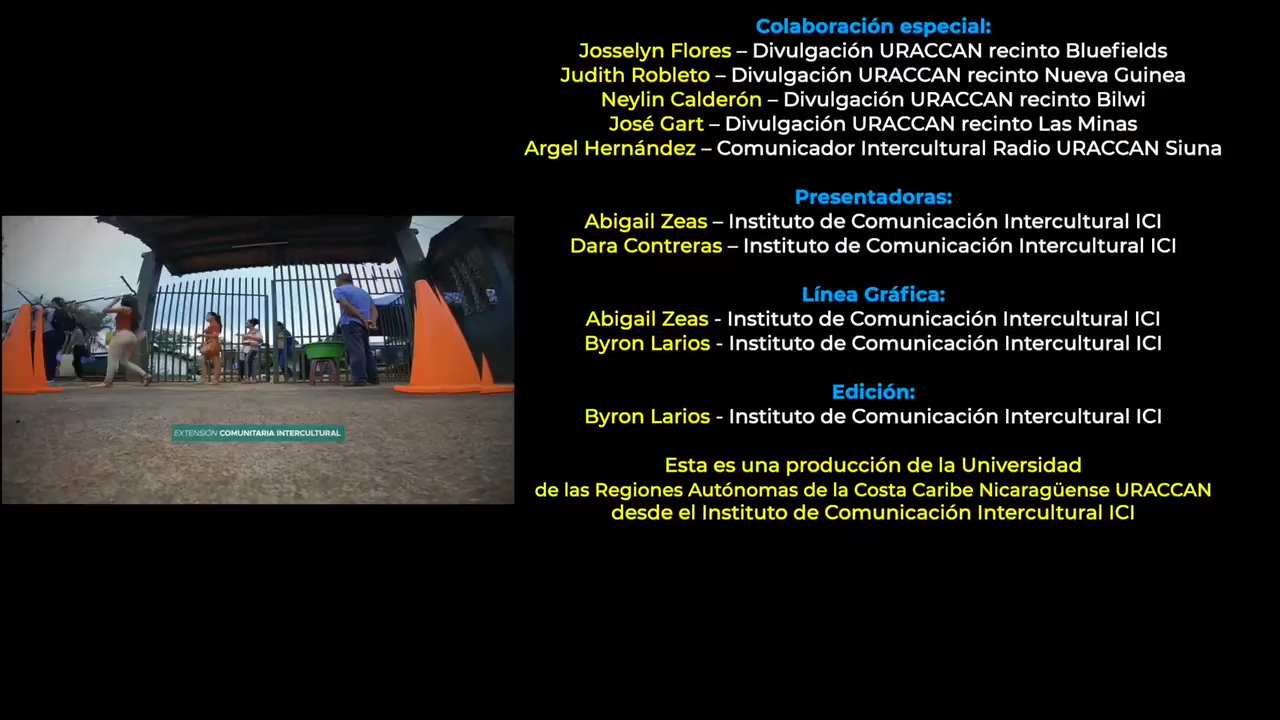 Colaboración especial:
Josselyn Flores – Divulgación URACCAN recinto Bluefields
Judith Robleto – Divulgación URACCAN recinto Nueva Guinea
Neylin Calderón – Divulgación URACCAN recinto Bilwi
José Gart – Divulgación URACCAN recinto Las Minas
Argel Hernández – Comunicador Intercultural Radio URACCAN Siuna
Presentadoras:
Abigail Zeas – Instituto de Comunicación Intercultural ICI
Dara Contreras – Instituto de Comunicación Intercultural ICI
Línea Gráfica:
Abigail Zeas - Instituto de Comunicación Intercultural ICI
Byron Larios - Instituto de Comunicación Intercultural ICI
Edición:
Byron Larios - Instituto de Comunicación Intercultural ICI
Esta es una producción de la Universidad
de las Regiones Autónomas de la Costa Caribe Nicaragüense URACCAN
desde el Instituto de Comunicación Intercultural ICI
EXTENSIÓN COMUNITARIA INTERCULTURAL